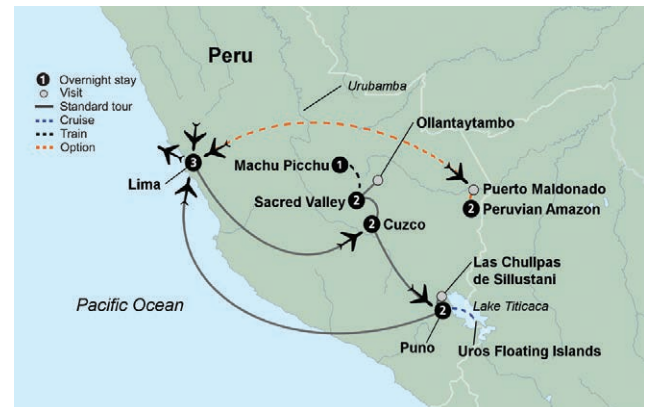 Peru
1 Overnight stay
Visit
Standard tour
Cruise
Train
Option
Urubamba
Ollantaytambo
3
Lima
Machu Picchu 1
Sacred Valley 2
2 Cuzco
Puerto Maldonado
2 Peruvian Amazon
Las Chullpas
de Sillustani
Pacific Ocean
Lake Titicaca
2
Puno
Uros Floating Islands